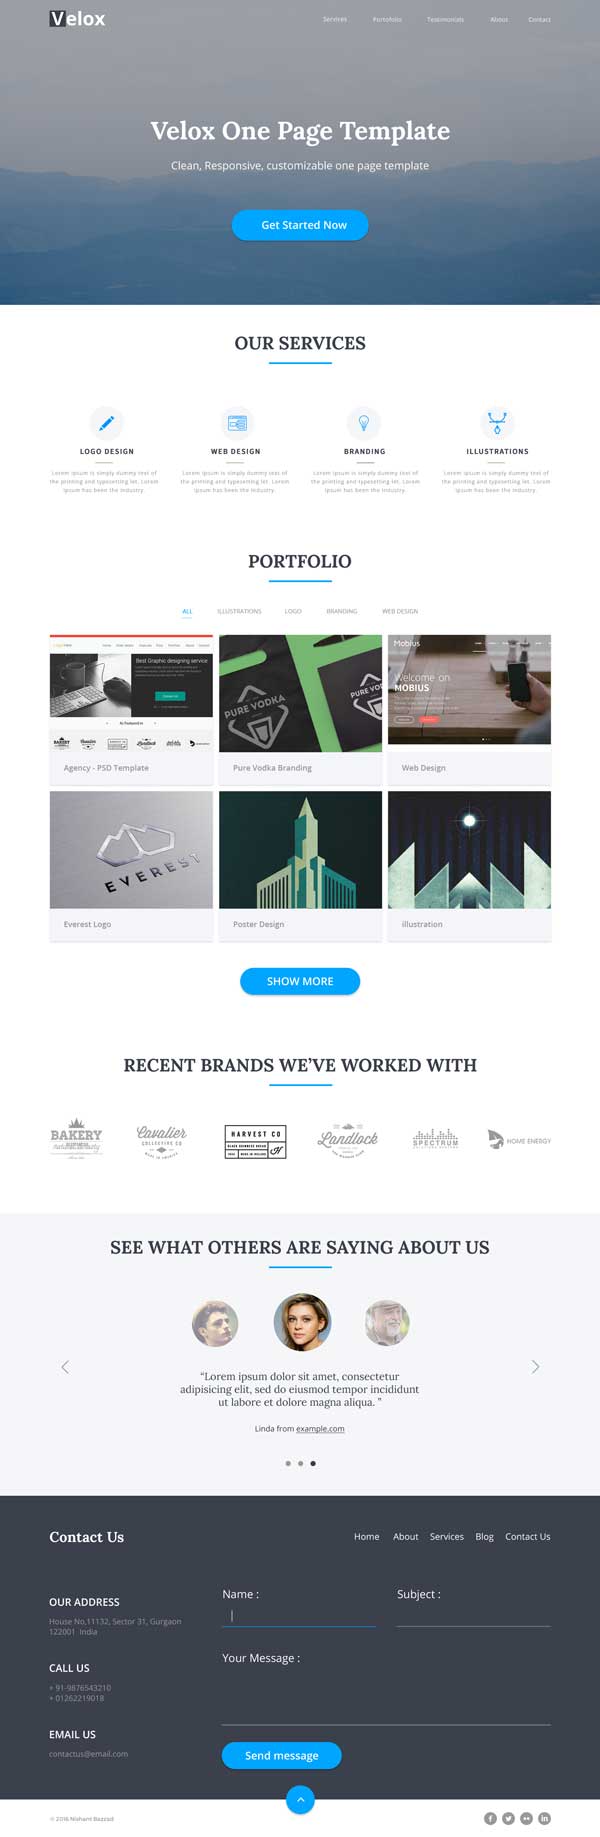 Velox
Services Portofolio Testimonials About Contact
Velox One Page Template
Clean, Responsive, customizable one page template
Get Started Now
OUR SERVICES
LOGO DESIGN
Lorem ipsum is simply dummy text of
the printing and typesetting let. Lorem
ipsum has been the industry.
WEB DESIGN
Lorem ipsum is simply dummy text of
the printing and typesetting let. Lorem
ipsum has been the industry.
BRANDING
Lorem ipsum is simply dummy text of
the printing and typesetting let. Lorem
ipsum has been the industry.
ILLUSTRATIONS
Lorem ipsum is simply dummy text of
the printing and typesetting let. Lorem
ipsum has been the industry.
PORTFOLIO
ALL ILLUSTRATIONS LOGO BRANDING WEB DESIGN
Best Graphic designing service
Agency - PSD Template
PURE VODKA
PURE VODKA
Pure Vodka Branding
Mobius
Welcome on
MOBIUS
Web Design
EVEREST
Everest Logo
Poster Design
illustration
SHOW MORE
RECENT BRANDS WE’VE WORKED WITH
BAKERY
Cavalier
COLLECTIVE CO
MADE IN AMERICA
HARVEST CO
Landlock
SPECTRUM
HOME ENERGY
SEE WHAT OTHERS ARE SAYING ABOUT US
“Lorem ipsum dolor sit amet, consectetur
adipisicing elit, sed do eiusmod tempor incididunt
ut labore et dolore magna aliqua. ”
Linda from example.com
Contact Us
Home About Services Blog Contact Us
OUR ADDRESS
House No,11132, Sector 31, Gurgaon
122001 India
CALL US
+ 91-9876543210
+ 01262219018
EMAIL US
contactus@email.com
Name :
Subject :
Your Message :
Send message